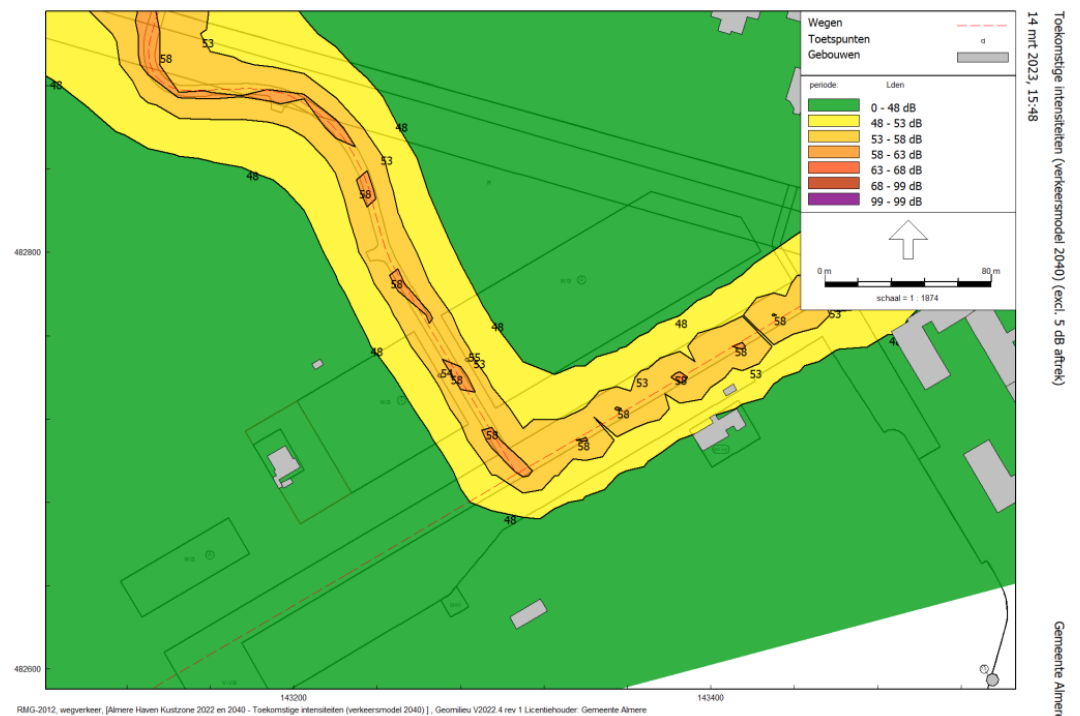 Wegen
Toetspunten
Gebouwen
periode: Lden
0 - 48 dB
48 - 53 dB
53 - 58 dB
58 - 63 dB
63 - 68 dB
68 - 99 dB
99 - 99 dB
0 m 80 m
schaal = 1 : 1874
53
58
48
48
53
48
58
482800
58
48
48
58
53
48
55
53
54
58
53
58
58
53
58
58
58
48
482600
143200 143400
RMG-2012, wegverkeer, [Almere Haven Kustzone 2022 en 2040 - Toekomstige intensiteiten (verkeersmodel 2040) ] , Geomilieu V2022.4 rev 1 Licentiehouder: Gemeente Almere
Toekomstige intensiteiten (verkeersmodel 2040) (excl. 5 dB aftrek)
14 mrt 2023, 15:48
Gemeente Almere